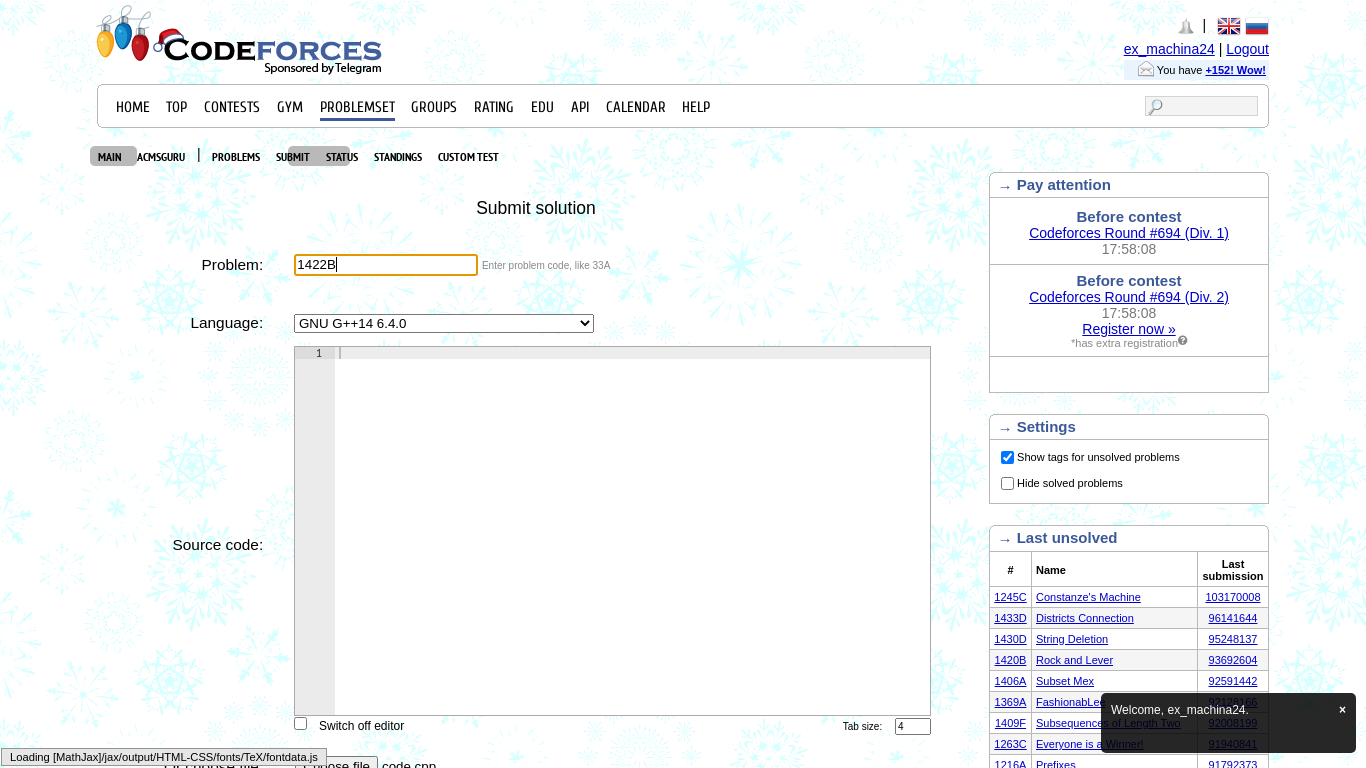 CODEFORCES
Sponsored by Telegram
|
ex_machina24 | Logout
You have +152! Wow!
HOME TOP CONTESTS GYM PROBLEMSET GROUPS RATING EDU API CALENDAR HELP
MAIN ACMSGURU | PROBLEMS SUBMIT STATUS STANDINGS CUSTOM TEST
Submit solution
Problem: 1422B Enter problem code, like 33A
Language: GNU G++14 6.4.0
1
Source code:
Switch off editor
Tab size: 4
Choose file code.cpp
Loading [MathJax]/jax/output/HTML-CSS/fonts/TeX/fontdata.js
→ Pay attention
Before contest
Codeforces Round #694 (Div. 1)
17:58:08
Before contest
Codeforces Round #694 (Div. 2)
17:58:08
Register now »
*has extra registration?
→ Settings
Show tags for unsolved problems
Hide solved problems
→ Last unsolved
# Name Last submission
1245C Constanze's Machine 103170008
1433D Districts Connection 96141644
1430D String Deletion 95248137
1420B Rock and Lever 93692604
1406A Subset Mex 92591442
1369A FashionabLee 92128166
1409F Subsequences of Length Two 92008199
1263C Everyone is a Winner! 91940841
1216A Prefixes 91792373
Welcome, ex_machina24. ×